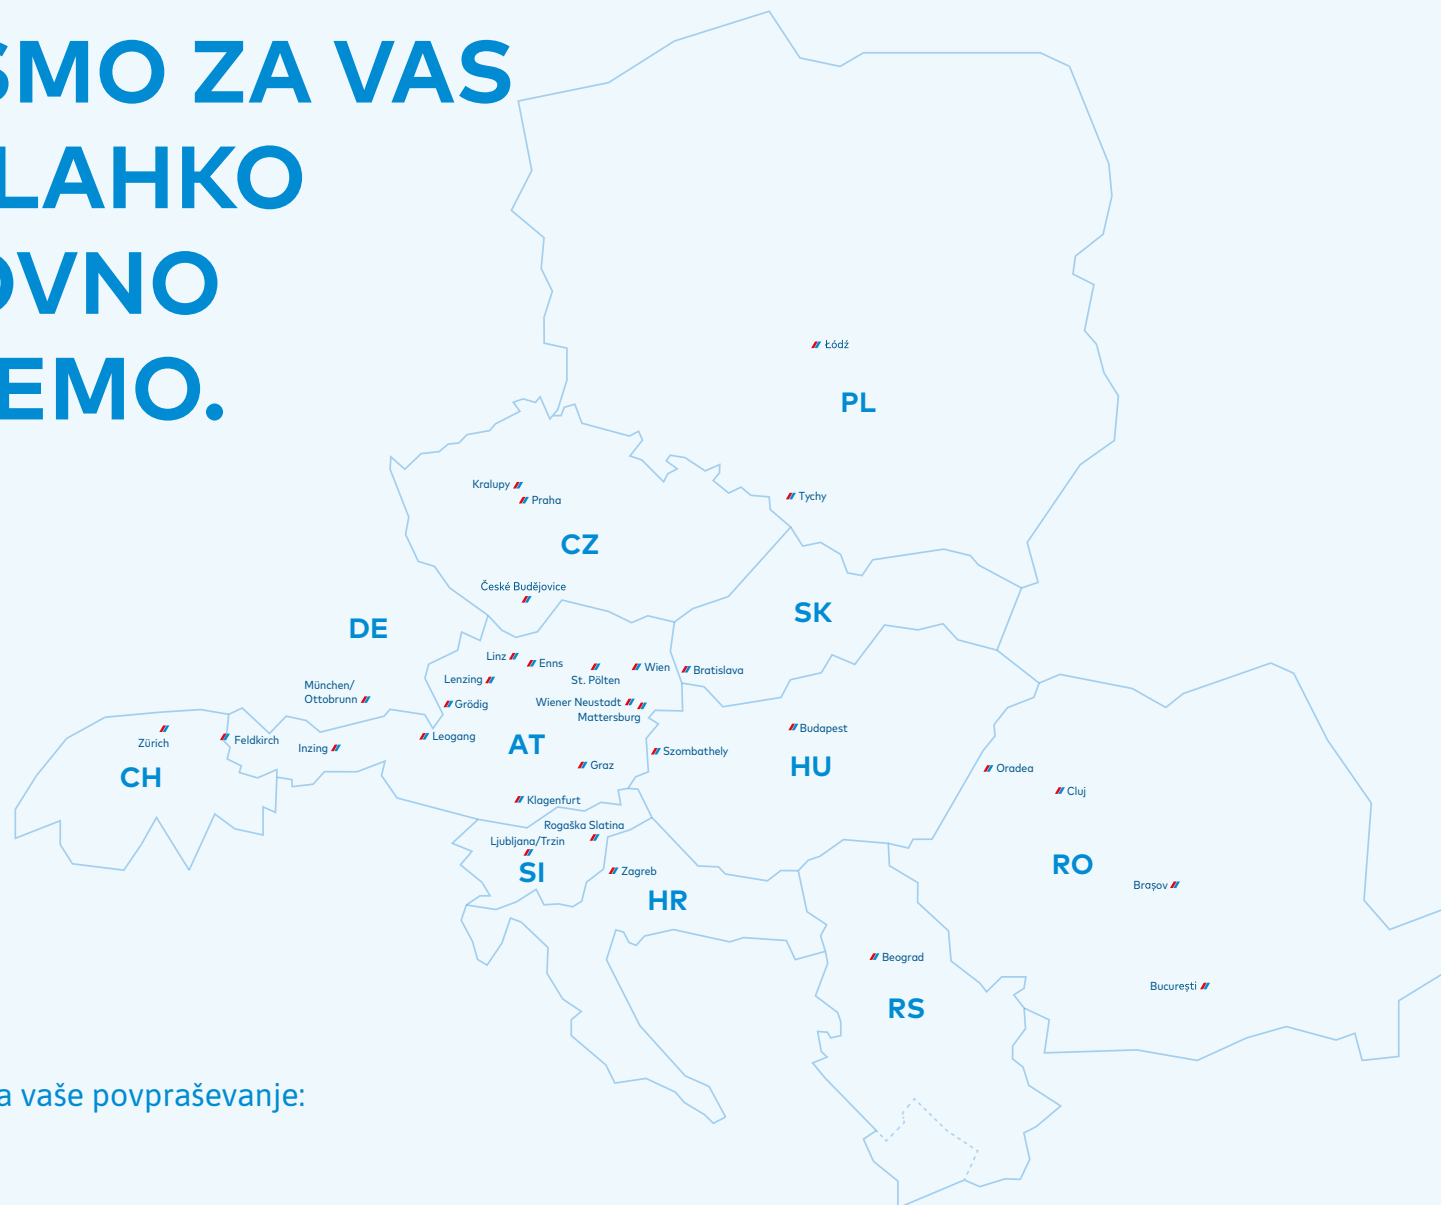 SMO ZA VAS
LAHKO
OVNO
EMO.
Łódź
PL
Tychy
Kralupy
Praha
CZ
České Budějovice
SK
DE
Linz
Enns
St. Pölten
Wien
Bratislava
Lenzing
München/
Ottobrunn
Grödig
Wiener Neustadt
Mattersburg
Zürich
Feldkirch
Inzing
Leogang
AT
Szombathely
Budapest
HU
CH
Graz
Klagenfurt
Oradea
Cluj
Rogaška Slatina
Ljubljana/Trzin
SI
Zagreb
HR
RO
Brașov
Beograd
București
RS
a vaše povpraševanje: